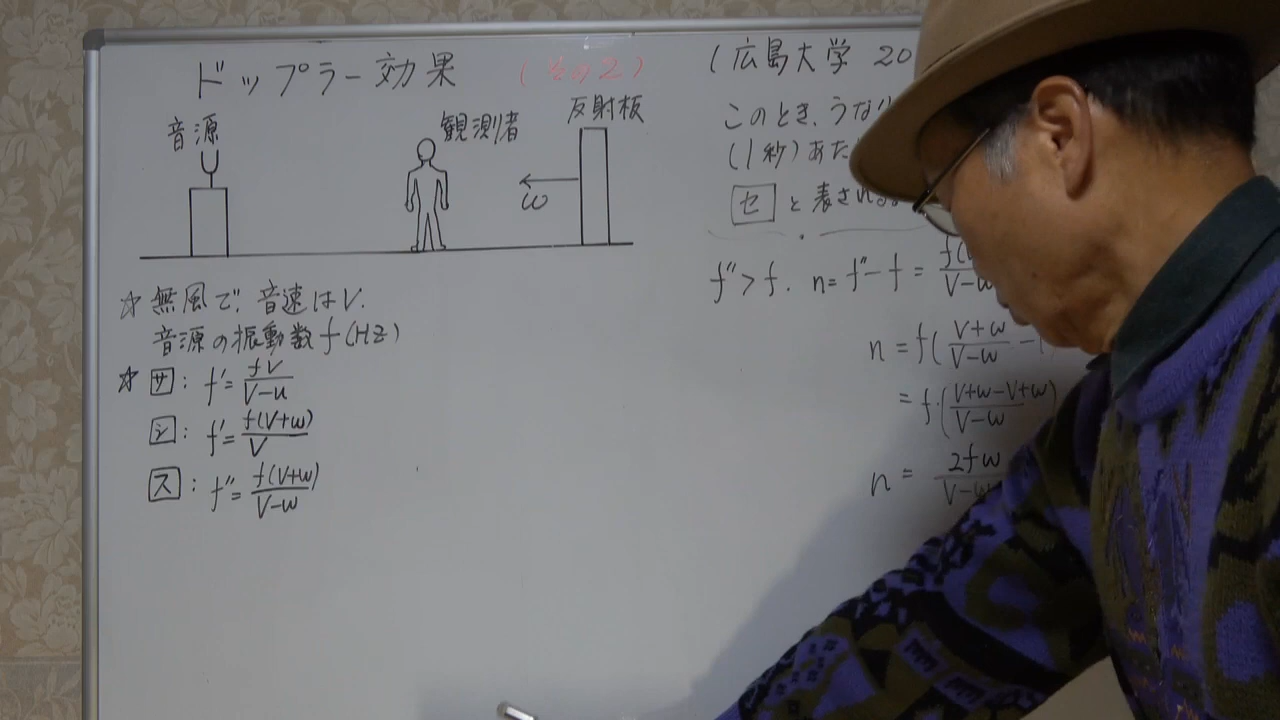 ドップラー効果 (その2)
音源
観測者
反射板
w
☆ 無風で、音速はV.
音源の振動数f(Hz)
☆ サ: f' = fV/(V-u)
シ: f' = f(V+w)/V
ス: f'' = f(V+w)/(V-w)
(広島大学 20
このとき、うな
(1秒)あた
セ と表される
f''>f. n=f''-f=
n = f((V+w)/(V-w) -1
= f·((V+w-V+w)/(V-w))
n = 2fw/(V-w